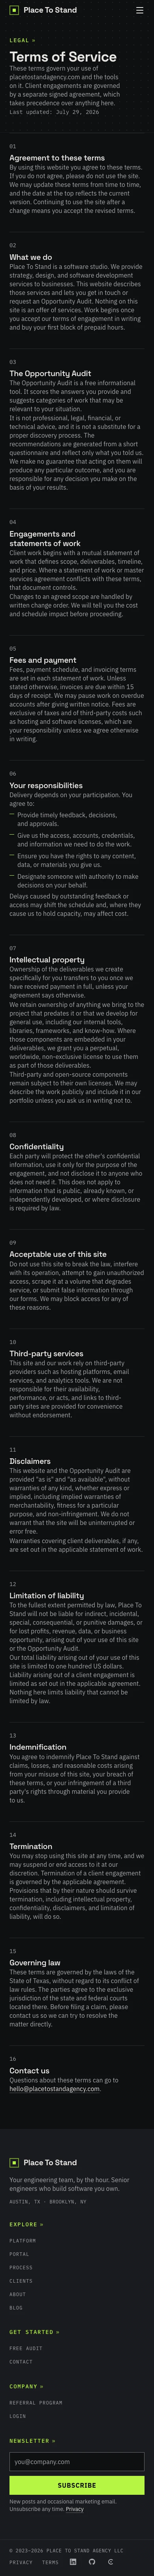 Place To Stand
LEGAL »
Terms of Service
These terms govern your use of
placetostandagency.com and the tools
on it. Client engagements are governed
by a separate signed agreement, which
takes precedence over anything here.
Last updated: July 29, 2026
01
Agreement to these terms
By using this website you agree to these terms.
If you do not agree, please do not use the site.
We may update these terms from time to time,
and the date at the top reflects the current
version. Continuing to use the site after a
change means you accept the revised terms.
02
What we do
Place To Stand is a software studio. We provide
strategy, design, and software development
services to businesses. This website describes
those services and lets you get in touch or
request an Opportunity Audit. Nothing on this
site is an offer of services. Work begins once
you accept our terms of engagement in writing
and buy your first block of prepaid hours.
03
The Opportunity Audit
The Opportunity Audit is a free informational
tool. It scores the answers you provide and
suggests categories of work that may be
relevant to your situation.
It is not professional, legal, financial, or
technical advice, and it is not a substitute for a
proper discovery process. The
recommendations are generated from a short
questionnaire and reflect only what you told us.
We make no guarantee that acting on them will
produce any particular outcome, and you are
responsible for any decision you make on the
basis of your results.
04
Engagements and
statements of work
Client work begins with a mutual statement of
work that defines scope, deliverables, timeline,
and price. Where a statement of work or master
services agreement conflicts with these terms,
that document controls.
Changes to an agreed scope are handled by
written change order. We will tell you the cost
and schedule impact before proceeding.
05
Fees and payment
Fees, payment schedule, and invoicing terms
are set in each statement of work. Unless
stated otherwise, invoices are due within 15
days of receipt. We may pause work on overdue
accounts after giving written notice. Fees are
exclusive of taxes and of third-party costs such
as hosting and software licenses, which are
your responsibility unless we agree otherwise
in writing.
06
Your responsibilities
Delivery depends on your participation. You
agree to:
Provide timely feedback, decisions,
and approvals.
Give us the access, accounts, credentials,
and information we need to do the work.
Ensure you have the rights to any content,
data, or materials you give us.
Designate someone with authority to make
decisions on your behalf.
Delays caused by outstanding feedback or
access may shift the schedule and, where they
cause us to hold capacity, may affect cost.
07
Intellectual property
Ownership of the deliverables we create
specifically for you transfers to you once we
have received payment in full, unless your
agreement says otherwise.
We retain ownership of anything we bring to the
project that predates it or that we develop for
general use, including our internal tools,
libraries, frameworks, and know-how. Where
those components are embedded in your
deliverables, we grant you a perpetual,
worldwide, non-exclusive license to use them
as part of those deliverables.
Third-party and open-source components
remain subject to their own licenses. We may
describe the work publicly and include it in our
portfolio unless you ask us in writing not to.
08
Confidentiality
Each party will protect the other's confidential
information, use it only for the purpose of the
engagement, and not disclose it to anyone who
does not need it. This does not apply to
information that is public, already known, or
independently developed, or where disclosure
is required by law.
09
Acceptable use of this site
Do not use this site to break the law, interfere
with its operation, attempt to gain unauthorized
access, scrape it at a volume that degrades
service, or submit false information through
our forms. We may block access for any of
these reasons.
10
Third-party services
This site and our work rely on third-party
providers such as hosting platforms, email
services, and analytics tools. We are not
responsible for their availability,
performance, or acts, and links to third-
party sites are provided for convenience
without endorsement.
11
Disclaimers
This website and the Opportunity Audit are
provided "as is" and "as available", without
warranties of any kind, whether express or
implied, including implied warranties of
merchantability, fitness for a particular
purpose, and non-infringement. We do not
warrant that the site will be uninterrupted or
error free.
Warranties covering client deliverables, if any,
are set out in the applicable statement of work.
12
Limitation of liability
To the fullest extent permitted by law, Place To
Stand will not be liable for indirect, incidental,
special, consequential, or punitive damages, or
for lost profits, revenue, data, or business
opportunity, arising out of your use of this site
or the Opportunity Audit.
Our total liability arising out of your use of this
site is limited to one hundred US dollars.
Liability arising out of a client engagement is
limited as set out in the applicable agreement.
Nothing here limits liability that cannot be
limited by law.
13
Indemnification
You agree to indemnify Place To Stand against
claims, losses, and reasonable costs arising
from your misuse of this site, your breach of
these terms, or your infringement of a third
party's rights through material you provide
to us.
14
Termination
You may stop using this site at any time, and we
may suspend or end access to it at our
discretion. Termination of a client engagement
is governed by the applicable agreement.
Provisions that by their nature should survive
termination, including intellectual property,
confidentiality, disclaimers, and limitation of
liability, will do so.
15
Governing law
These terms are governed by the laws of the
State of Texas, without regard to its conflict of
law rules. The parties agree to the exclusive
jurisdiction of the state and federal courts
located there. Before filing a claim, please
contact us so we can try to resolve the
matter directly.
16
Contact us
Questions about these terms can go to
hello@placetostandagency.com.
Place To Stand
Your engineering team, by the hour. Senior
engineers who build software you own.
AUSTIN, TX · BROOKLYN, NY
EXPLORE »
PLATFORM
PORTAL
PROCESS
CLIENTS
ABOUT
BLOG
GET STARTED »
FREE AUDIT
CONTACT
COMPANY »
REFERRAL PROGRAM
LOGIN
NEWSLETTER »
you@company.com
SUBSCRIBE
New posts and occasional marketing email.
Unsubscribe any time. Privacy
© 2023-2026 PLACE TO STAND AGENCY LLC
PRIVACY TERMS